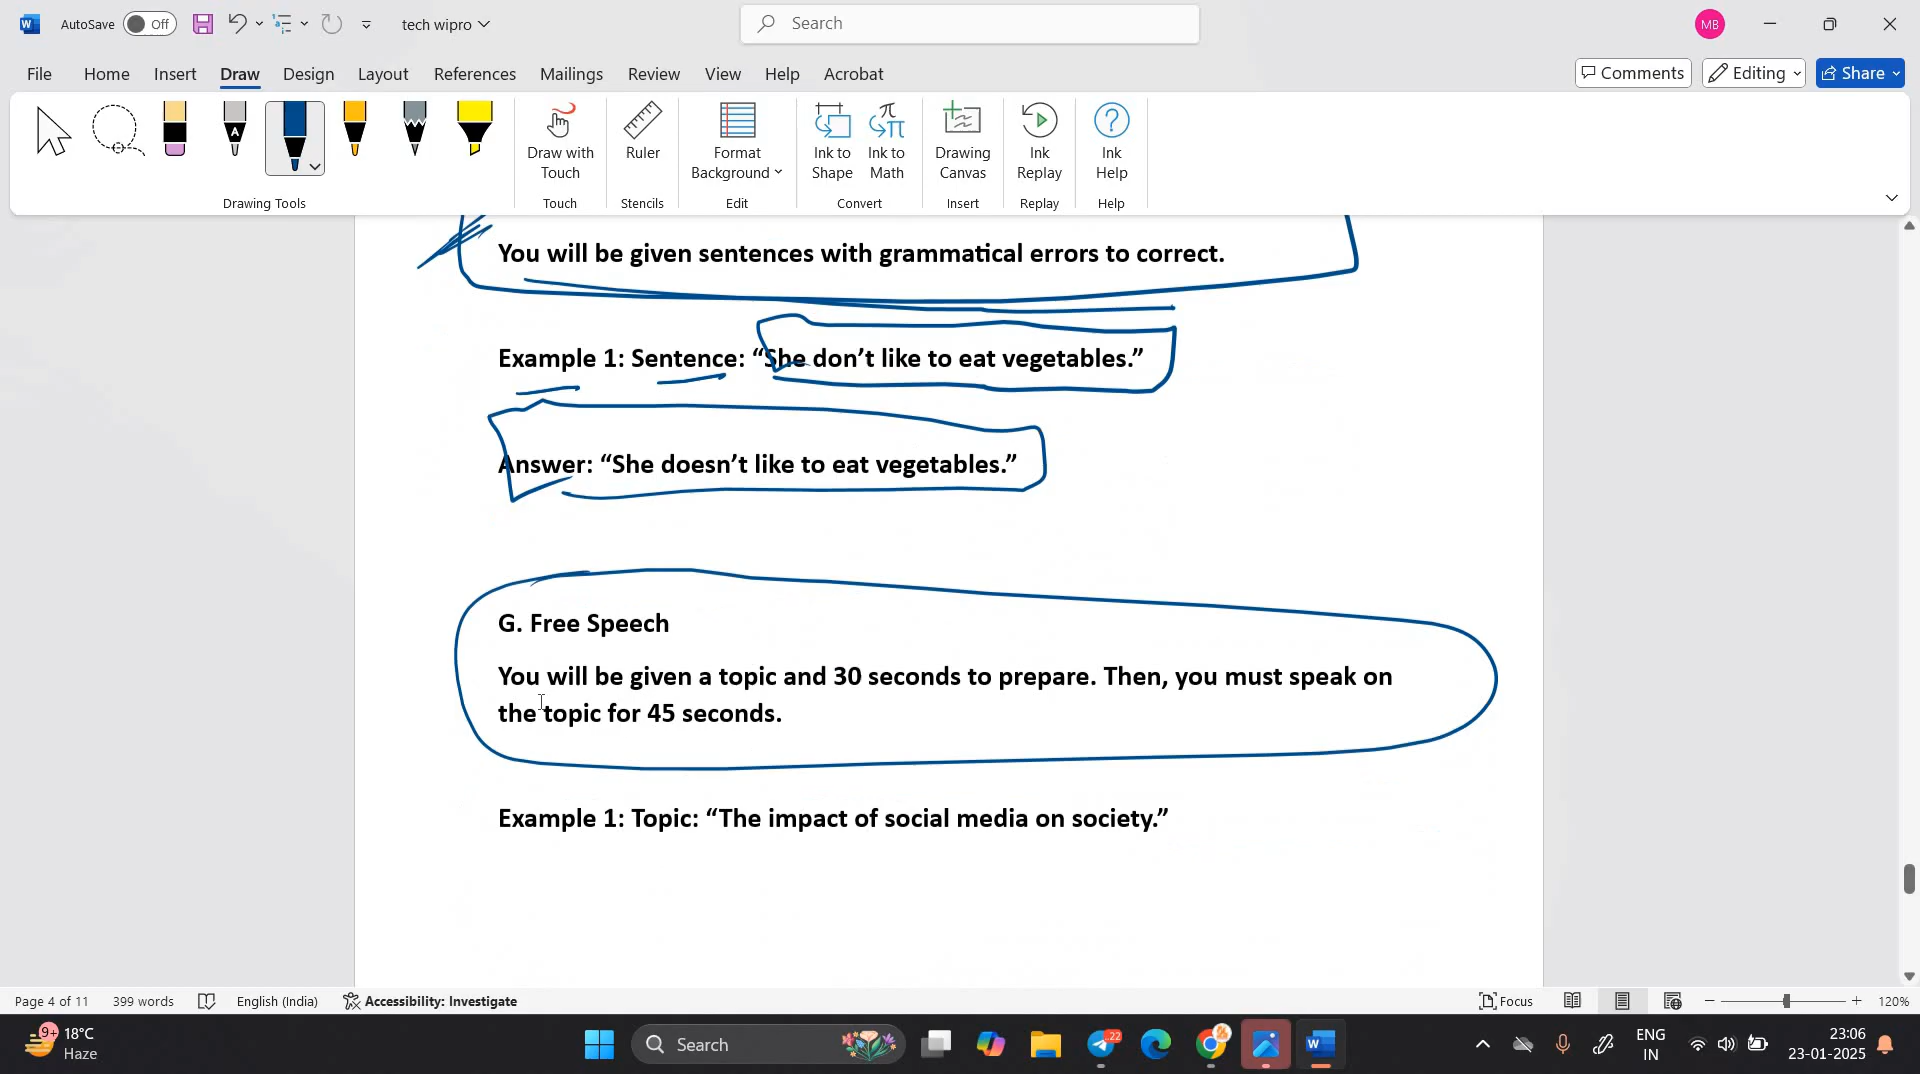 AutoSave Off tech wipro Search MB
File Home Insert Draw Design Layout References Mailings Review View Help Acrobat Comments Editing Share
A
Draw with Touch Ruler Format Background Ink to Shape Ink to Math Drawing Canvas Ink Replay Ink Help
Drawing Tools Touch Stencils Edit Convert Insert Replay Help
You will be given sentences with grammatical errors to correct.
Example 1: Sentence: “She don’t like to eat vegetables.”
Answer: “She doesn’t like to eat vegetables.”
G. Free Speech
You will be given a topic and 30 seconds to prepare. Then, you must speak on
the topic for 45 seconds.
Example 1: Topic: “The impact of social media on society.”
Page 4 of 11 399 words English (India) Accessibility: Investigate Focus 120%
9+ 18°C Search 22 ENG 23:06
Haze IN 23-01-2025